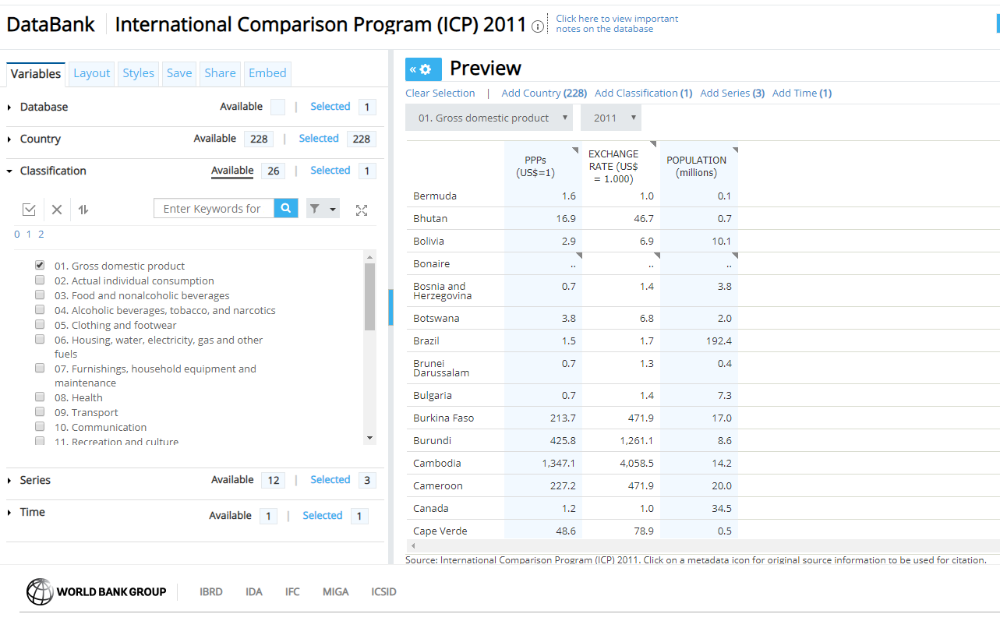 DataBank
International Comparison Program (ICP) 2011
Click here to view important
notes on the database
Variables
Layout
Styles
Save
Share
Embed
Database
Available
Selected
1
Country
Available
228
Selected
228
Classification
Available
26
Selected
1
Enter Keywords for
0 1 2
01. Gross domestic product
02. Actual individual consumption
03. Food and nonalcoholic beverages
04. Alcoholic beverages, tobacco, and narcotics
05. Clothing and footwear
06. Housing, water, electricity, gas and other
fuels
07. Furnishings, household equipment and
maintenance
08. Health
09. Transport
10. Communication
11. Recreation and culture
Series
Available
12
Selected
3
Time
Available
1
Selected
1
Preview
Clear Selection | Add Country (228) Add Classification (1) Add Series (3) Add Time (1)
01. Gross domestic product
2011
PPPs
(US$=1)
EXCHANGE
RATE (US$
= 1.000)
POPULATION
(millions)
Bermuda 1.6 1.0 0.1
Bhutan 16.9 46.7 0.7
Bolivia 2.9 6.9 10.1
Bonaire .. .. ..
Bosnia and 0.7 1.4 3.8
Herzegovina
Botswana 3.8 6.8 2.0
Brazil 1.5 1.7 192.4
Brunei 0.7 1.3 0.4
Darussalam
Bulgaria 0.7 1.4 7.3
Burkina Faso 213.7 471.9 17.0
Burundi 425.8 1,261.1 8.6
Cambodia 1,347.1 4,058.5 14.2
Cameroon 227.2 471.9 20.0
Canada 1.2 1.0 34.5
Cape Verde 48.6 78.9 0.5
Source: International Comparison Program (ICP) 2011. Click on a metadata icon for original source information to be used for citation.
WORLD BANK GROUP
IBRD
IDA
IFC
MIGA
ICSID